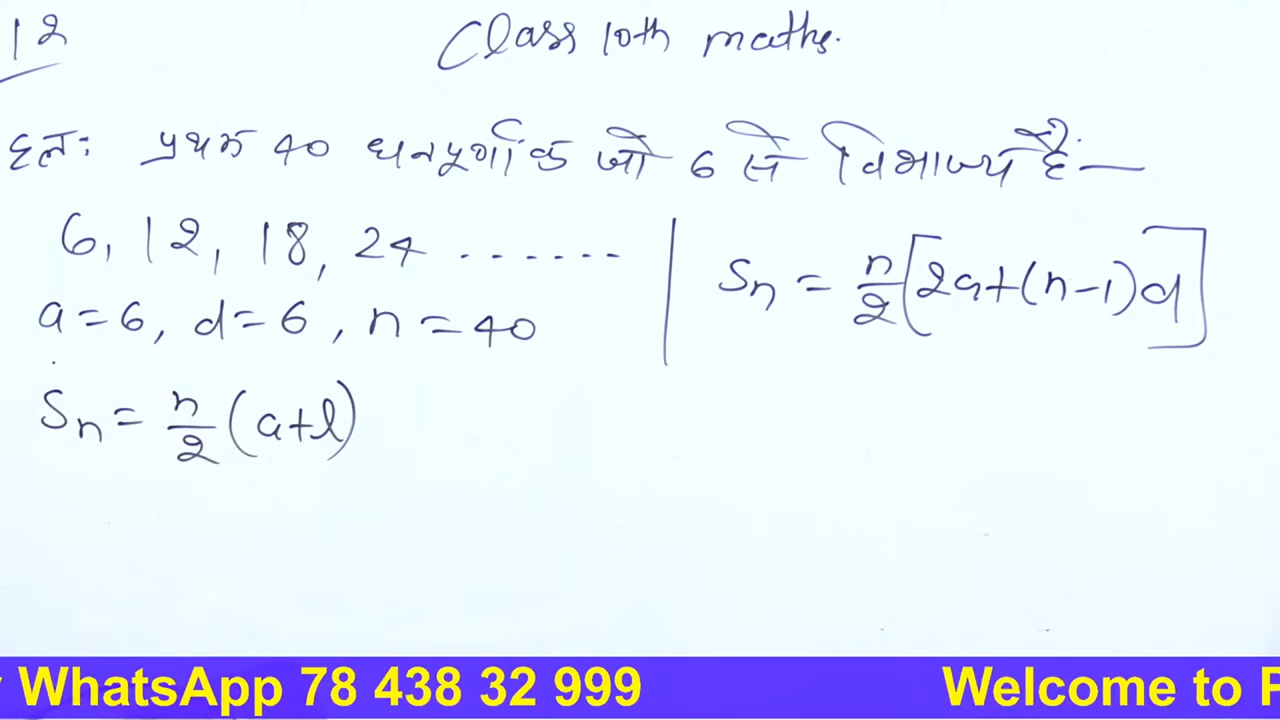 12
Class 10th maths.
हलः प्रथम 40 धनपूर्णांक जो 6 से विभाज्य हैं.—
6, 12, 18, 24 .......
a=6, d=6, n=40
Sn = n/2 (a+l)
Sn = n/2 [2a+(n-1)d]
WhatsApp 78 438 32 999
Welcome to